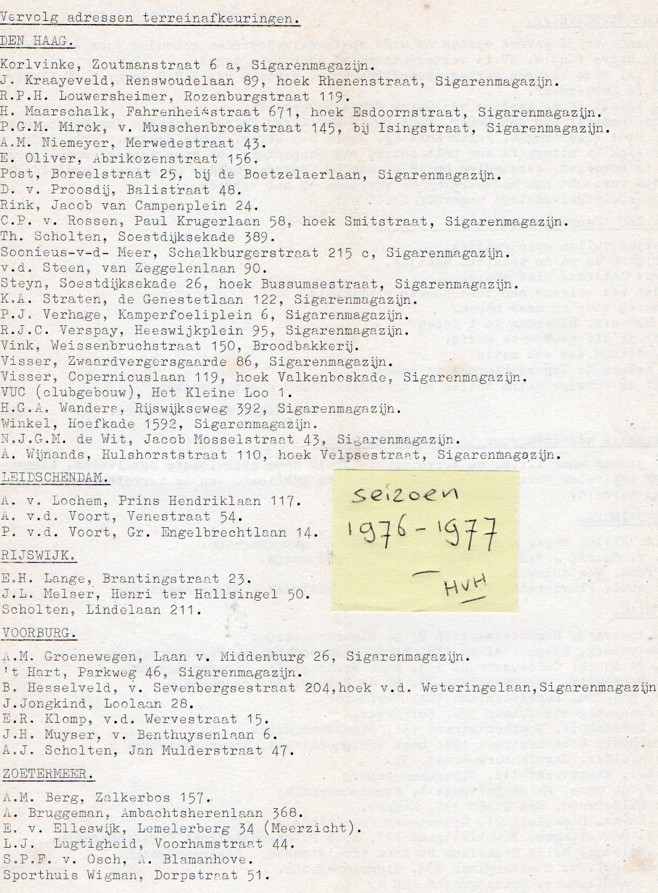 Vervolg adressen terreinafkeuringen.
DEN HAAG.
Korlvinke, Zoutmanstraat 6 a, Sigarenmagazijn.
J. Kraayeveld, Renswoudelaan 89, hoek Rhenenstraat, Sigarenmagazijn.
R.P.H. Louwersheimer, Rozenburgstraat 119.
H. Maarschalk, Fahrenheitstraat 671, hoek Esdoornstraat, Sigarenmagazijn.
P.G.M. Mirck, v. Musschenbroekstraat 145, bij Isingstraat, Sigarenmagazijn.
A.M. Niemeyer, Merwedestraat 43.
E. Oliver, Abrikozenstraat 156.
Post, Boreelstraat 25, bij de Boetzelaerlaan, Sigarenmagazijn.
D. v. Proosdij, Balistraat 48.
Rink, Jacob van Campenplein 24.
C.P. v. Rossen, Paul Krugerlaan 58, hoek Smitstraat, Sigarenmagazijn.
Th. Scholten, Soestdijksekade 389.
Soonieus-v-d- Meer, Schalkburgerstraat 215 c, Sigarenmagazijn.
v.d. Steen, van Zeggelenlaan 90.
Steyn, Soestdijksekade 26, hoek Bussumsestraat, Sigarenmagazijn.
K.A. Straten, de Genestetlaan 122, Sigarenmagazijn.
P.J. Verhage, Kamperfoeliplein 6, Sigarenmagazijn.
R.J.C. Verspay, Heeswijkplein 95, Sigarenmagazijn.
Vink, Weissenbruchstraat 150, Broodbakkerij.
Visser, Zwaardvergersgaarde 86, Sigarenmagazijn.
Visser, Copernicuslaan 119, hoek Valkenboskade, Sigarenmagazijn.
VUC (clubgebouw), Het Kleine Loo 1.
H.G.A. Wanders, Rijswijkseweg 392, Sigarenmagazijn.
Winkel, Hoefkade 1592, Sigarenmagazijn.
N.J.G.M. de Wit, Jacob Mosselstraat 43, Sigarenmagazijn.
A. Wijnands, Hulshorststraat 110, hoek Velpsestraat, Sigarenmagazijn.
LEIDSCHENDAM.
A. v. Lochem, Prins Hendriklaan 117.
A. v.d. Voort, Venestraat 54.
P. v.d. Voort, Gr. Engelbrechtlaan 14.
seizoen
1976-1977
HvH
RIJSWIJK.
E.H. Lange, Brantingstraat 23.
J.L. Melser, Henri ter Hallsingel 50.
Scholten, Lindelaan 211.
VOORBURG.
A.M. Groenewegen, Laan v. Middenburg 26, Sigarenmagazijn.
't Hart, Parkweg 46, Sigarenmagazijn.
B. Hesselveld, v. Sevenbergsestraat 204,hoek v.d. Weteringelaan,Sigarenmagazijn
J.Jongkind, Loolaan 28.
E.R. Klomp, v.d. Wervestraat 15.
J.H. Muyser, v. Benthuysenlaan 6.
A.J. Scholten, Jan Mulderstraat 47.
ZOETERMEER.
A.M. Berg, Zalkerbos 157.
A. Bruggeman, Ambachtsherenlaan 368.
E. v. Elleswijk, Lemelerberg 34 (Meerzicht).
L.J. Lugtigheid, Voorhamstraat 44.
S.P.F. v. Osch, A. Blamanhove.
Sporthuis Wigman, Dorpstraat 51.